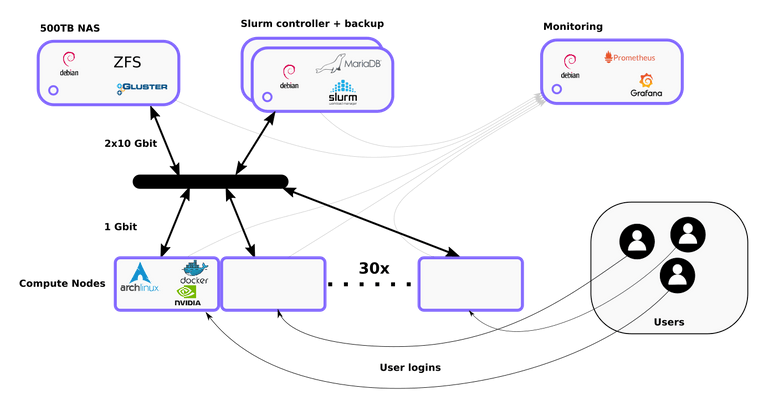 500TB NAS
Slurm controller + backup
Monitoring
debian
ZFS
GLUSTER
debian
MariaDB
slurm
workload manager
debian
Prometheus
Grafana
2x10 Gbit
1 Gbit
Compute Nodes
archlinux
docker
NVIDIA
30x
Users
User logins